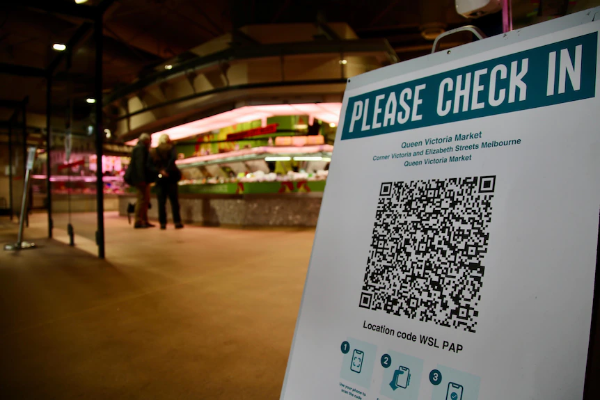 PLEASE CHECK IN
Queen Victoria Market
Corner Victoria and Elizabeth Streets Melbourne
Queen Victoria Market
Location code WSL PAP
1 2 3